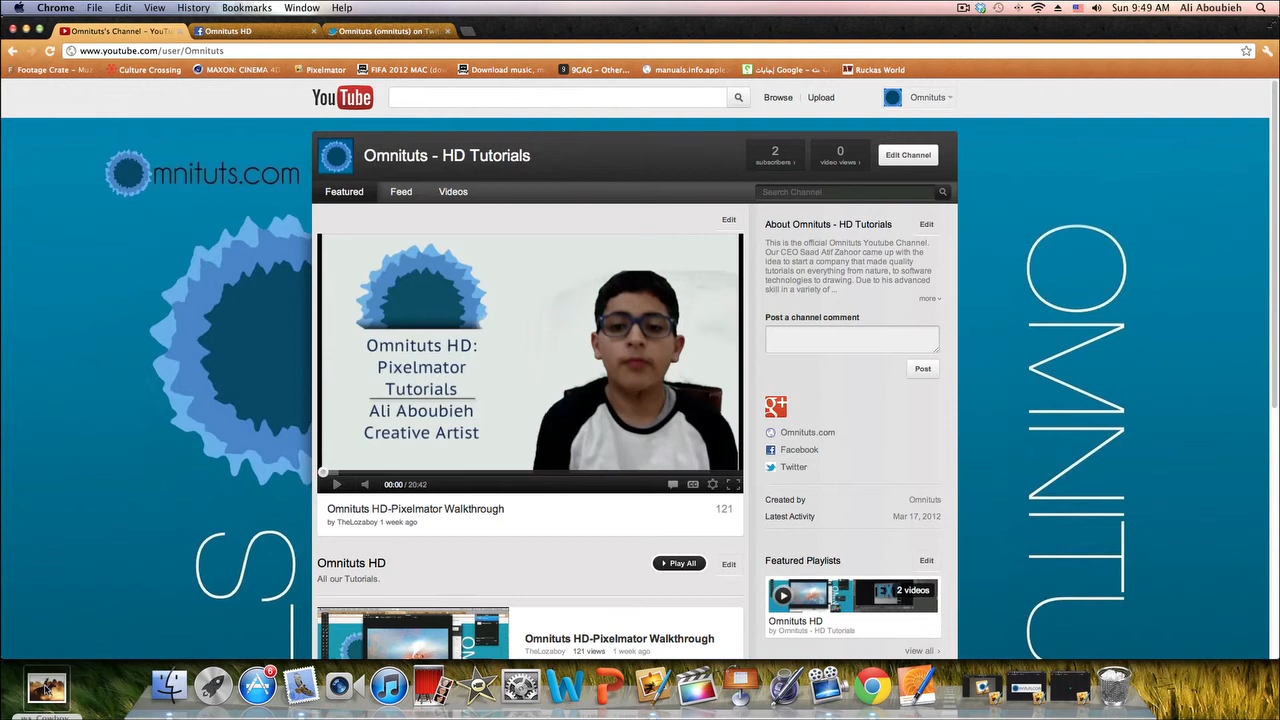 Chrome File Edit View History Bookmarks Window Help
Sun 9:49 AM Ali Aboubieh
Omnituts's Channel – YouTu
Omnituts HD
Omnituts (omnituts) on Twit
www.youtube.com/user/Omnituts
Footage Crate - Mu
Culture Crossing
MAXON: CINEMA 4D
Pixelmator
FIFA 2012 MAC (dow
Download music, m
9GAG - Other...
manuals.info.apple.
Ruckas World
YouTube
Browse
Upload
Omnituts
Omnituts.com
Omnituts - HD Tutorials
2 subscribers ›
0 video views ›
Edit Channel
Featured Feed Videos
Search Channel
Edit
Omnituts HD:
Pixelmator
Tutorials
Ali Aboubieh
Creative Artist
00:00 / 20:42
Omnituts HD-Pixelmator Walkthrough
121
by TheLozaboy 1 week ago
Omnituts HD
All our Tutorials.
Play All
Edit
Omnituts HD-Pixelmator Walkthrough
TheLozaboy 121 views 1 week ago
About Omnituts - HD Tutorials
Edit
This is the official Omnituts Youtube Channel.
Our CEO Saad Atif Zahoor came up with the
idea to start a company that made quality
tutorials on everything from nature, to software
technologies to drawing. Due to his advanced
skill in a variety of ...
more
Post a channel comment
Post
g+
Omnituts.com
Facebook
Twitter
Created by Omnituts
Latest Activity Mar 17, 2012
Featured Playlists
Edit
2 videos
Omnituts HD
by Omnituts - HD Tutorials
view all ›
OMNITU
S
6